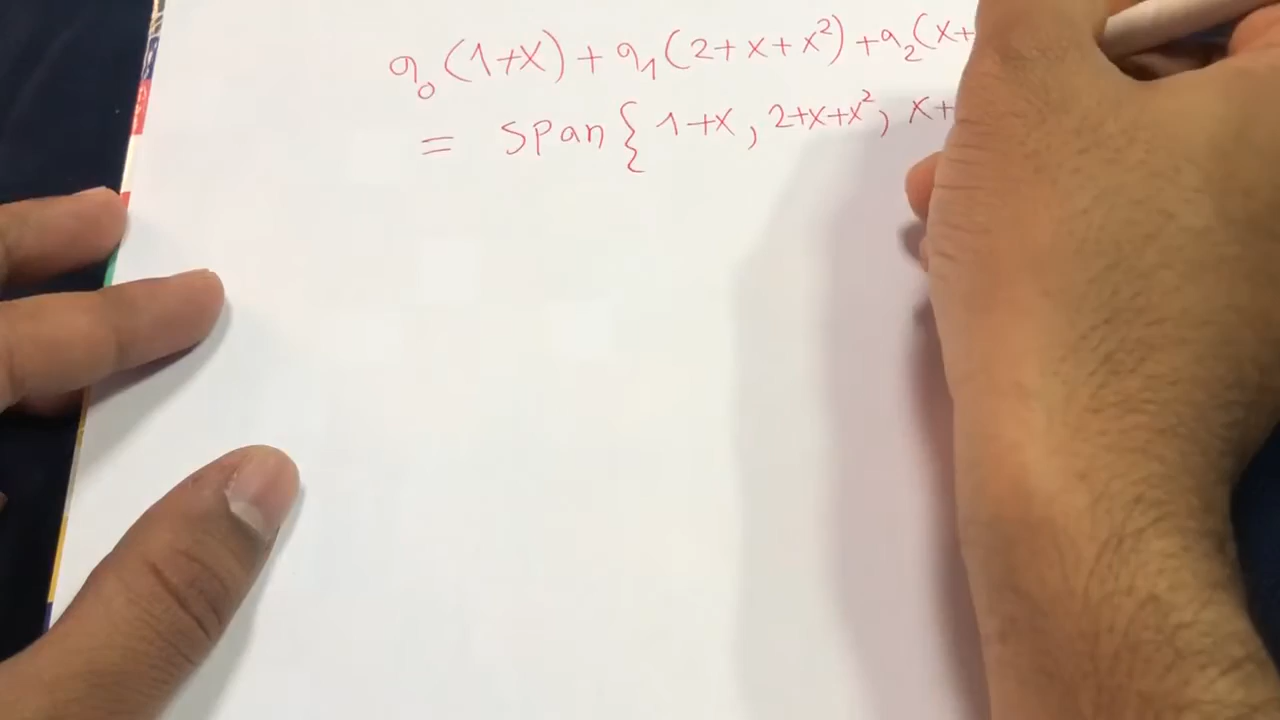 a₀(1+x) + a₁(2+x+x²) + a₂(x+
= span { 1+x, 2+x+x², x+